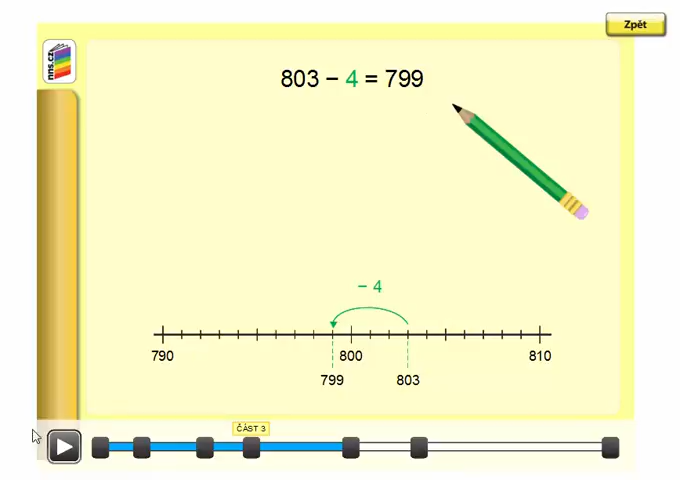 Zpět
nns.cz
803 − 4 = 799
− 4
790 800 810
799 803
ČÁST 3